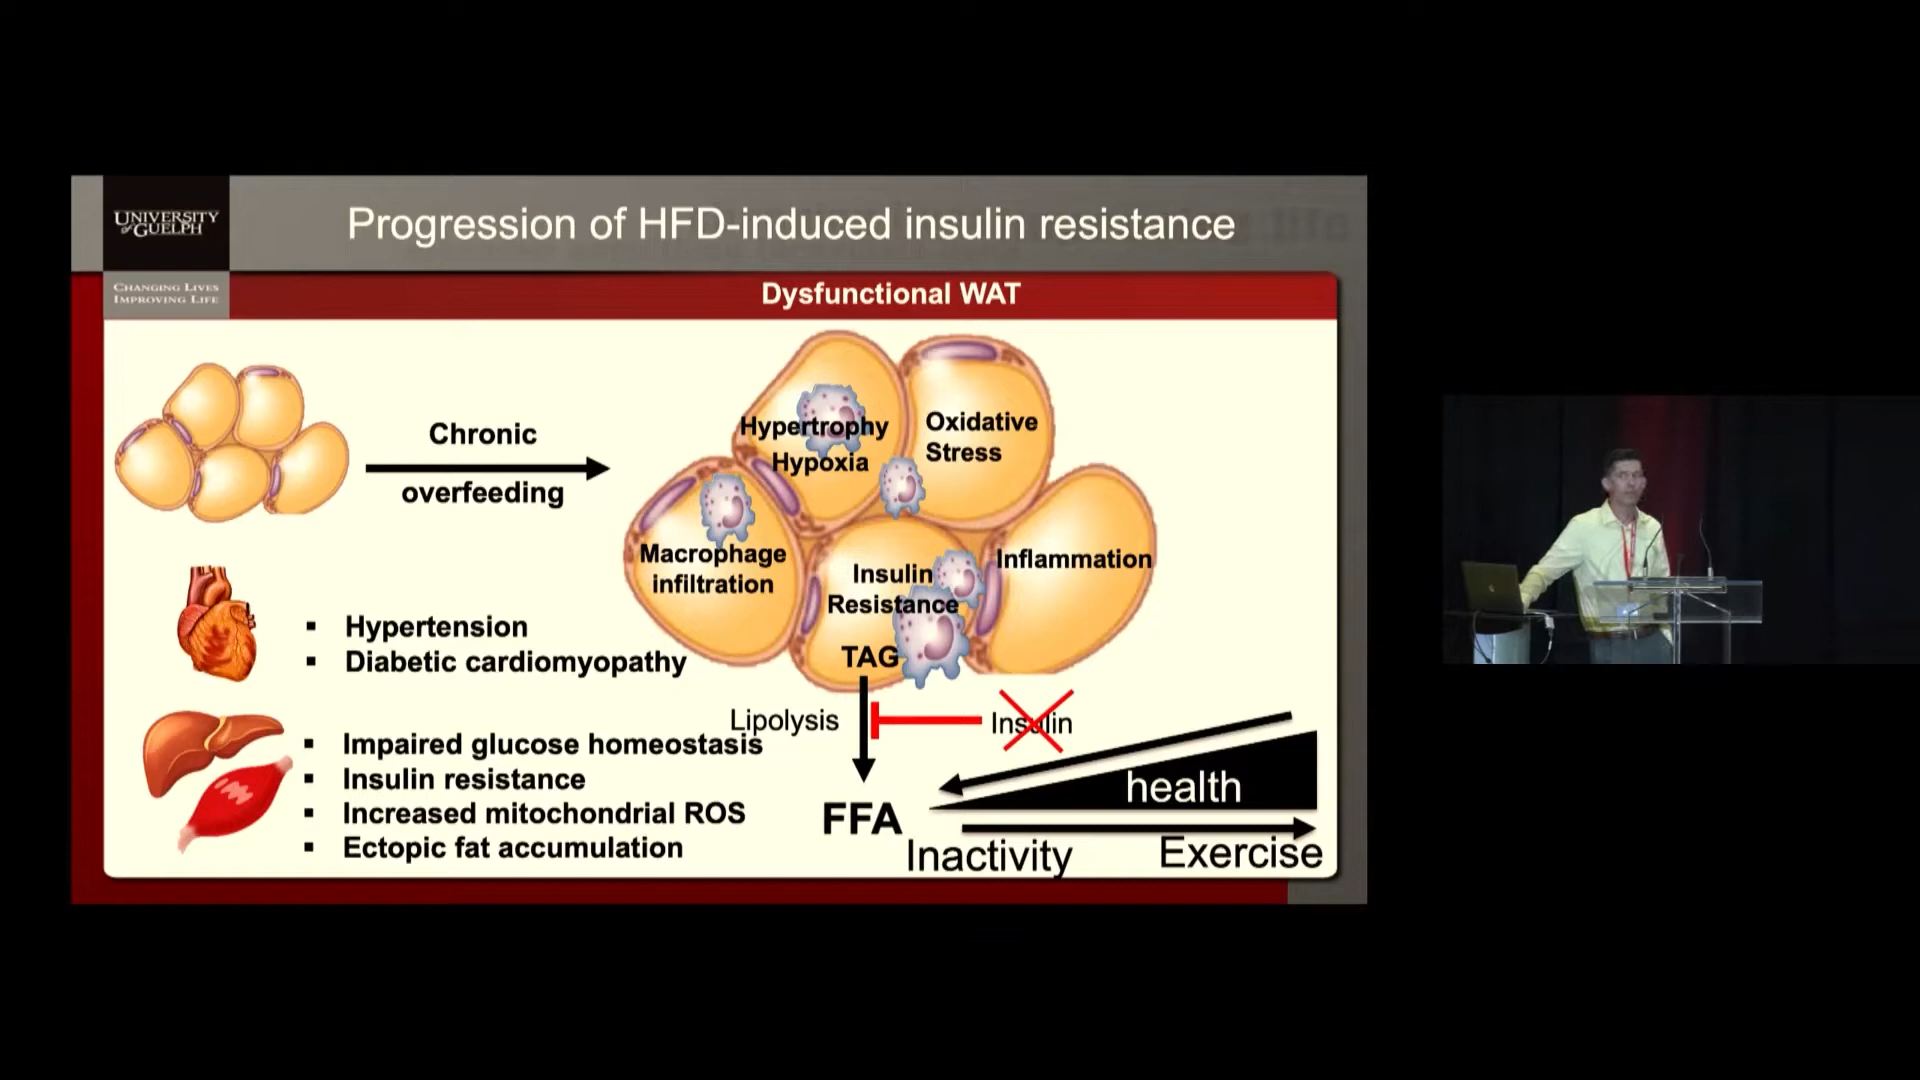 UNIVERSITY
of GUELPH
CHANGING LIVES
IMPROVING LIFE
Progression of HFD-induced insulin resistance
Dysfunctional WAT
Chronic
overfeeding
Hypertrophy
Hypoxia
Oxidative
Stress
Macrophage
infiltration
Insulin
Resistance
Inflammation
TAG
Lipolysis
Insulin
FFA
▪ Hypertension
▪ Diabetic cardiomyopathy
▪ Impaired glucose homeostasis
▪ Insulin resistance
▪ Increased mitochondrial ROS
▪ Ectopic fat accumulation
health
Inactivity
Exercise